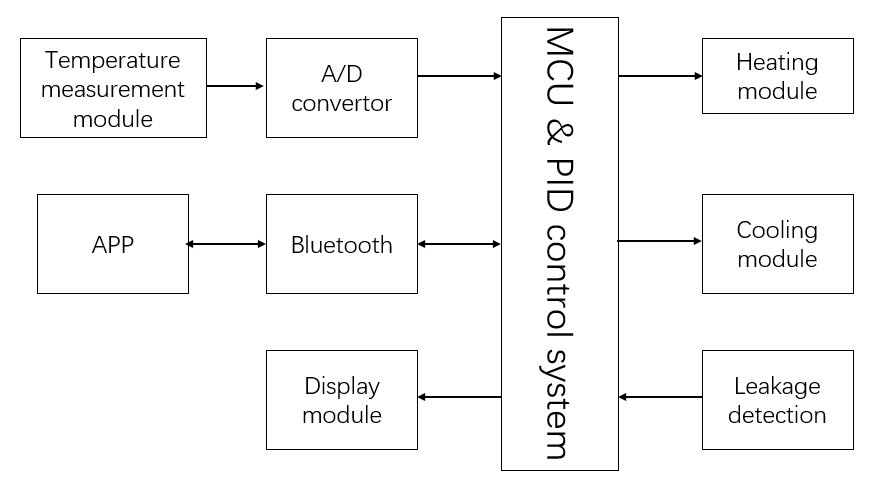 Temperature
measurement
module
A/D
convertor
MCU & PID control system
Heating
module
APP
Bluetooth
Cooling
module
Display
module
Leakage
detection